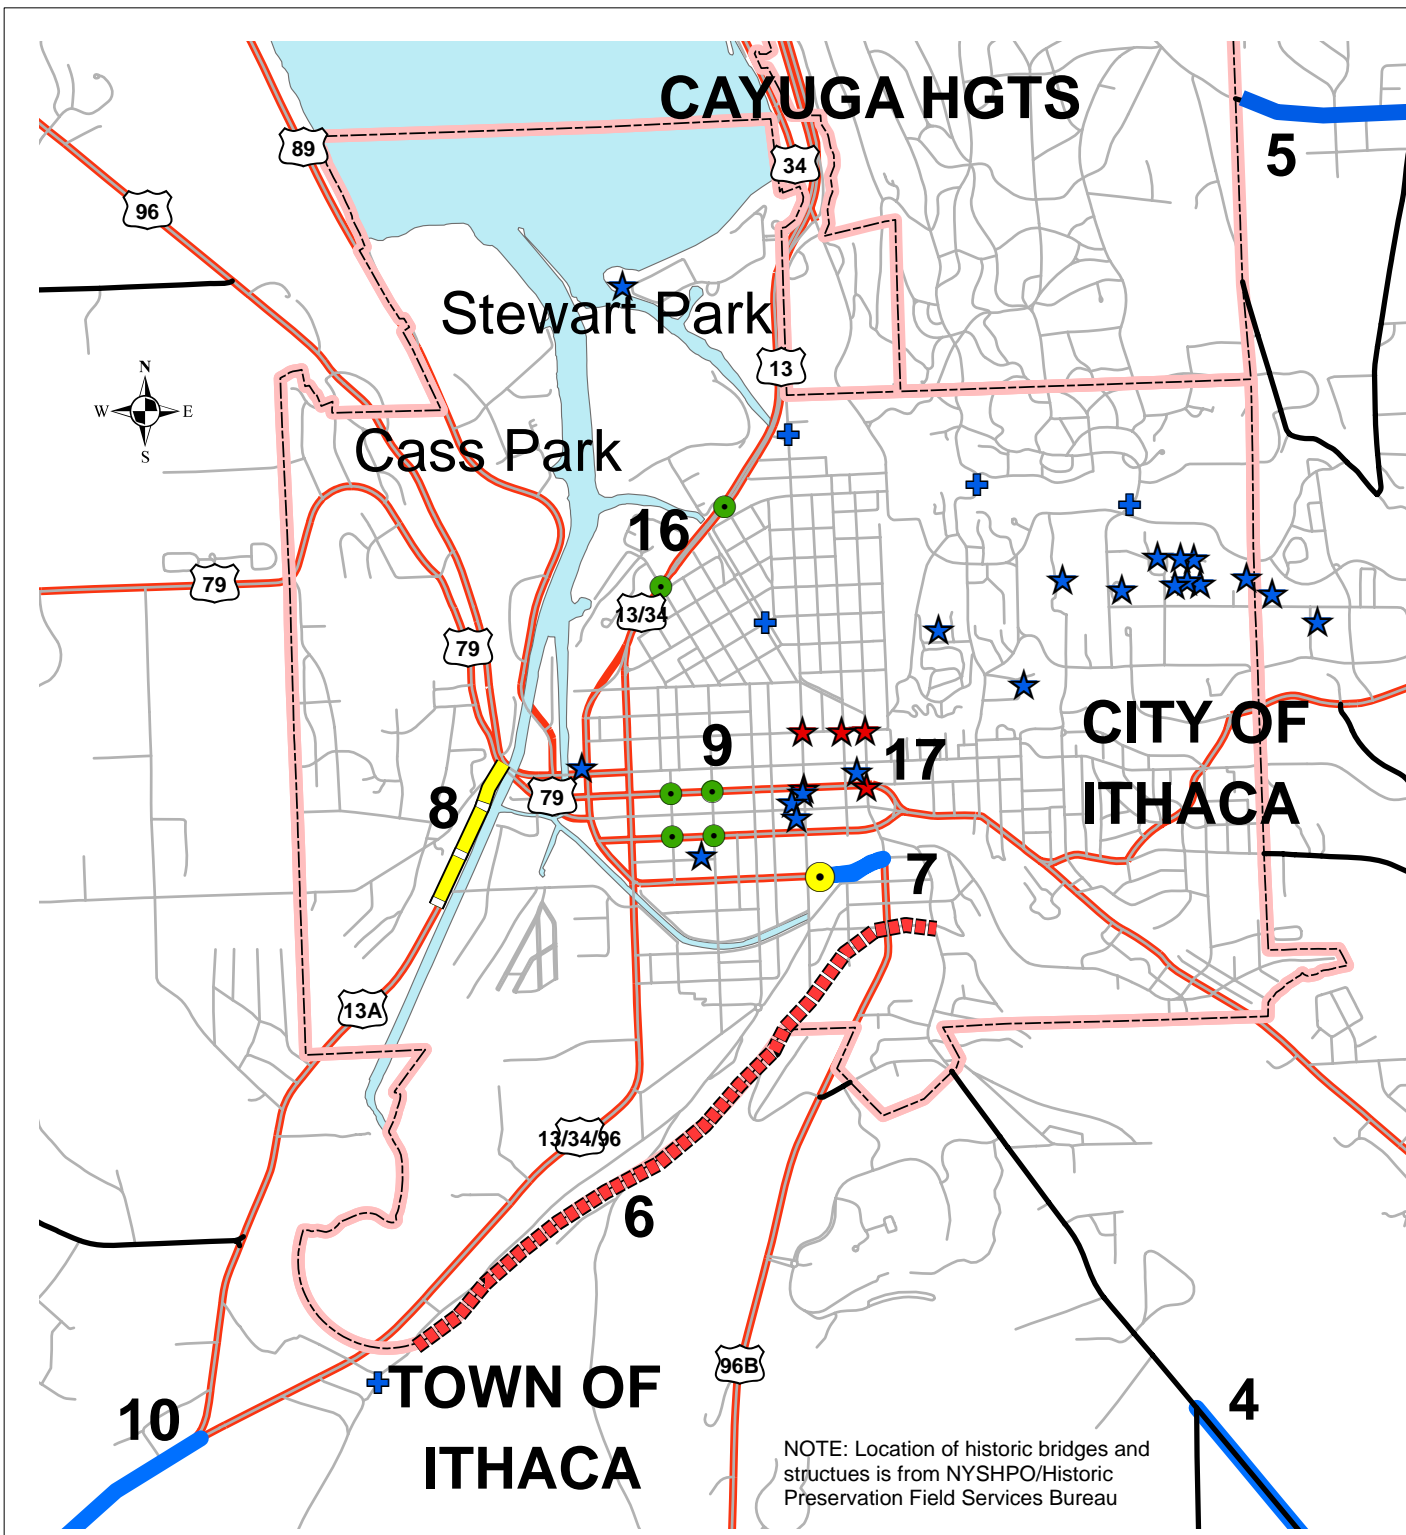 CAYUGA HGTS
89
34
5
96
Stewart Park
13
N
W E
S
Cass Park
16
79
13/34
79
CITY OF
ITHACA
9
17
79
8
7
13A
13/34/96
6
96B
TOWN OF
ITHACA
10
4
NOTE: Location of historic bridges and
structues is from NYSHPO/Historic
Preservation Field Services Bureau